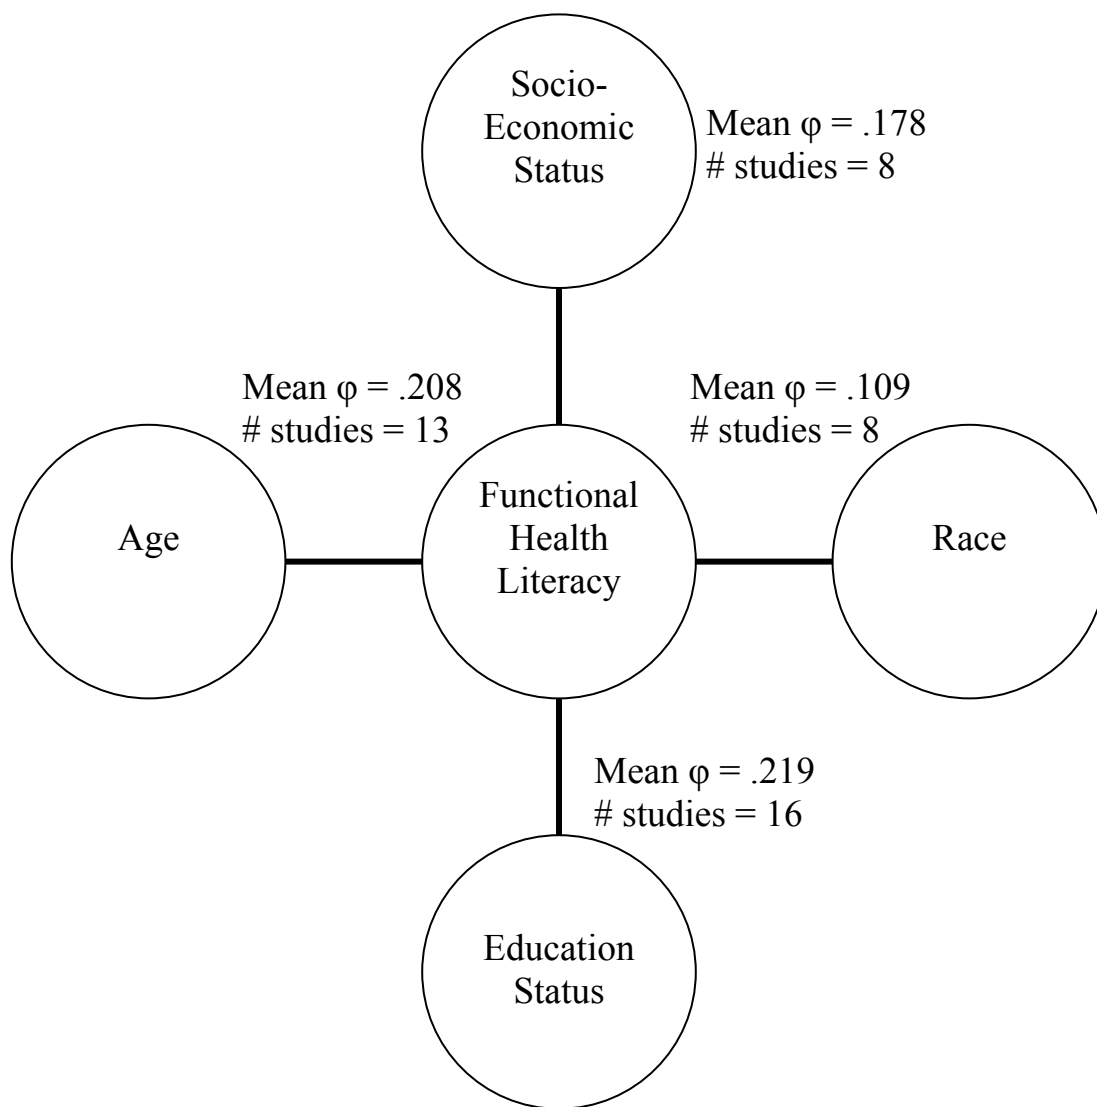 Socio-
Economic
Status
Mean φ = .178
# studies = 8
Mean φ = .208
# studies = 13
Mean φ = .109
# studies = 8
Age
Functional
Health
Literacy
Race
Mean φ = .219
# studies = 16
Education
Status